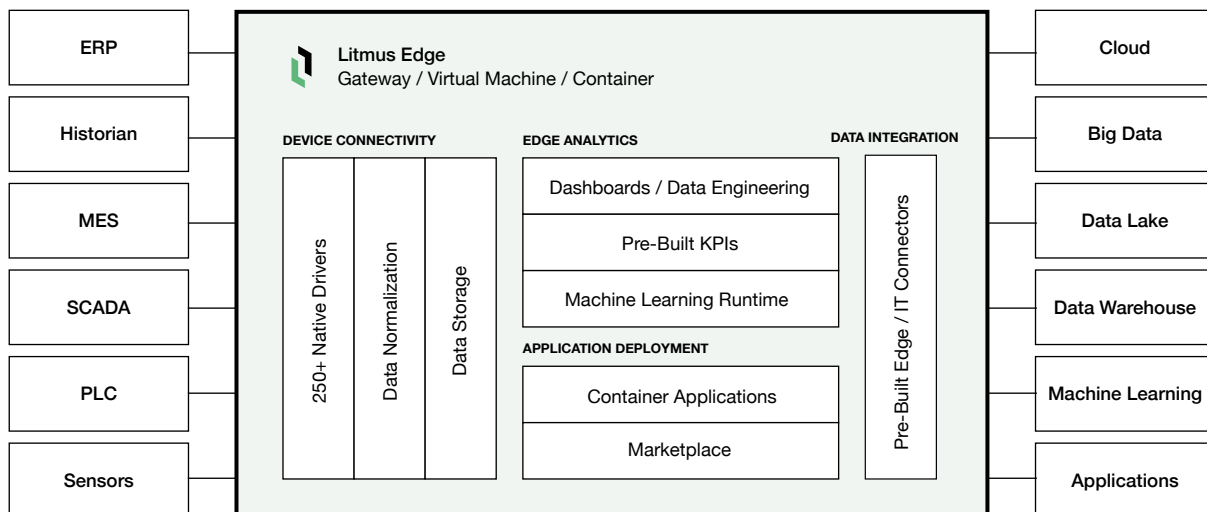 ERP
Historian
MES
SCADA
PLC
Sensors
Litmus Edge
Gateway / Virtual Machine / Container
DEVICE CONNECTIVITY
250+ Native Drivers
Data Normalization
Data Storage
EDGE ANALYTICS
Dashboards / Data Engineering
Pre-Built KPIs
Machine Learning Runtime
APPLICATION DEPLOYMENT
Container Applications
Marketplace
DATA INTEGRATION
Pre-Built Edge / IT Connectors
Cloud
Big Data
Data Lake
Data Warehouse
Machine Learning
Applications